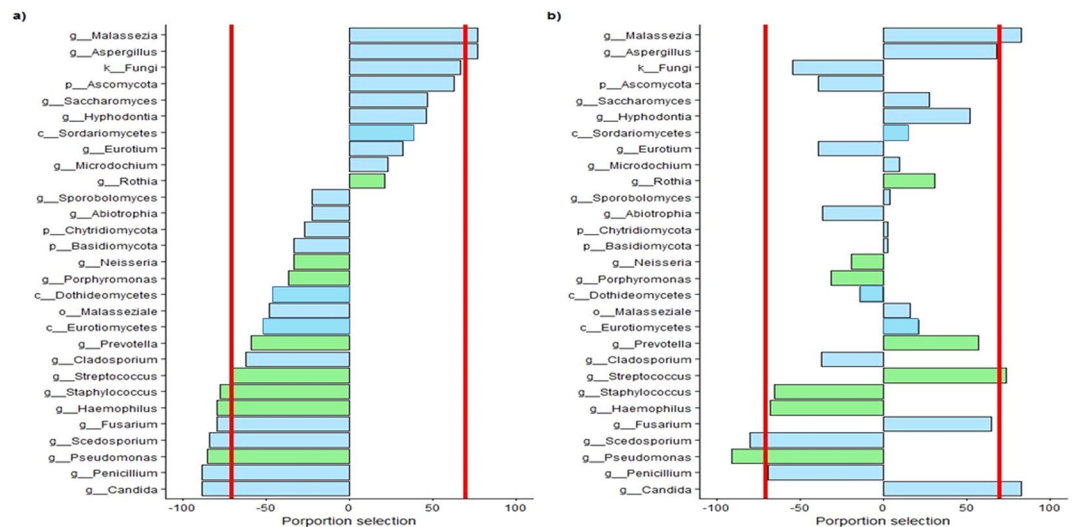 a)
g__Malassezia
g__Aspergillus
k__Fungi
p__Ascomycota
g__Saccharomyces
g__Hyphodontia
c__Sordariomycetes
g__Eurotium
g__Microdochium
g__Rothia
g__Sporobolomyces
g__Abiotrophia
p__Chytridiomycota
p__Basidiomycota
g__Neisseria
g__Porphyromonas
c__Dothideomycetes
o__Malasseziale
c__Eurotiomycetes
g__Prevotella
g__Cladosporium
g__Streptococcus
g__Staphylococcus
g__Haemophilus
g__Fusarium
g__Scedosporium
g__Pseudomonas
g__Penicillium
g__Candida
-100 -50 0 50 100
Porportion selection
b)
g__Malassezia
g__Aspergillus
k__Fungi
p__Ascomycota
g__Saccharomyces
g__Hyphodontia
c__Sordariomycetes
g__Eurotium
g__Microdochium
g__Rothia
g__Sporobolomyces
g__Abiotrophia
p__Chytridiomycota
p__Basidiomycota
g__Neisseria
g__Porphyromonas
c__Dothideomycetes
o__Malasseziale
c__Eurotiomycetes
g__Prevotella
g__Cladosporium
g__Streptococcus
g__Staphylococcus
g__Haemophilus
g__Fusarium
g__Scedosporium
g__Pseudomonas
g__Penicillium
g__Candida
-100 -50 0 50 100
Porportion selection